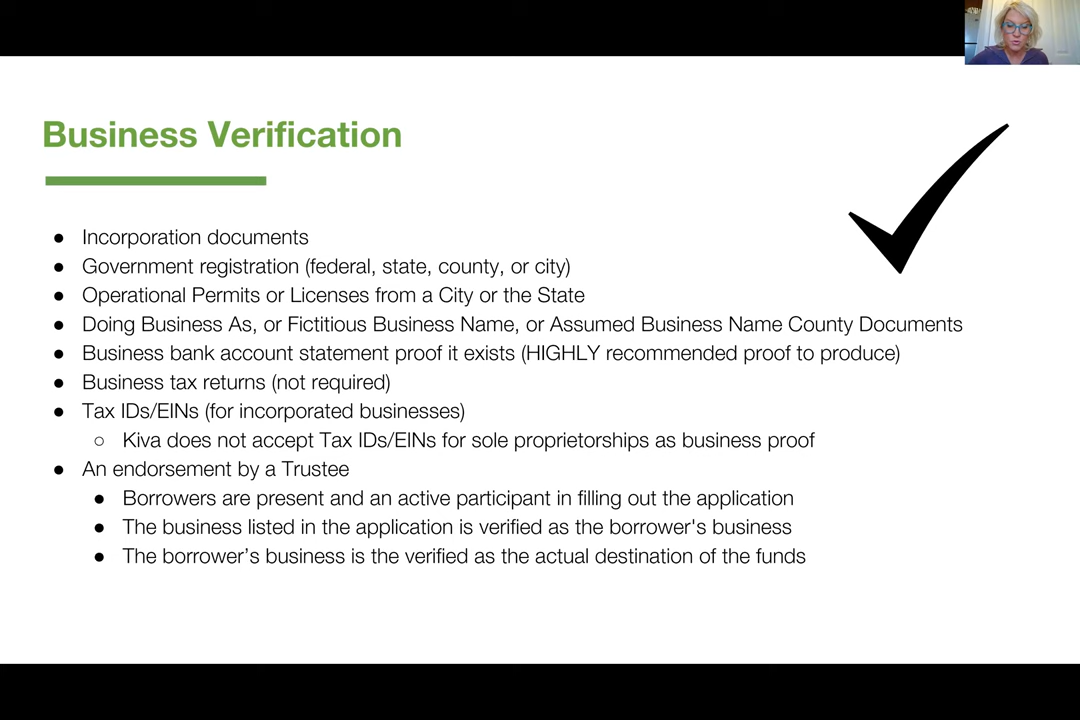 Business Verification
● Incorporation documents
● Government registration (federal, state, county, or city)
● Operational Permits or Licenses from a City or the State
● Doing Business As, or Fictitious Business Name, or Assumed Business Name County Documents
● Business bank account statement proof it exists (HIGHLY recommended proof to produce)
● Business tax returns (not required)
● Tax IDs/EINs (for incorporated businesses)
○ Kiva does not accept Tax IDs/EINs for sole proprietorships as business proof
● An endorsement by a Trustee
● Borrowers are present and an active participant in filling out the application
● The business listed in the application is verified as the borrower's business
● The borrower’s business is the verified as the actual destination of the funds